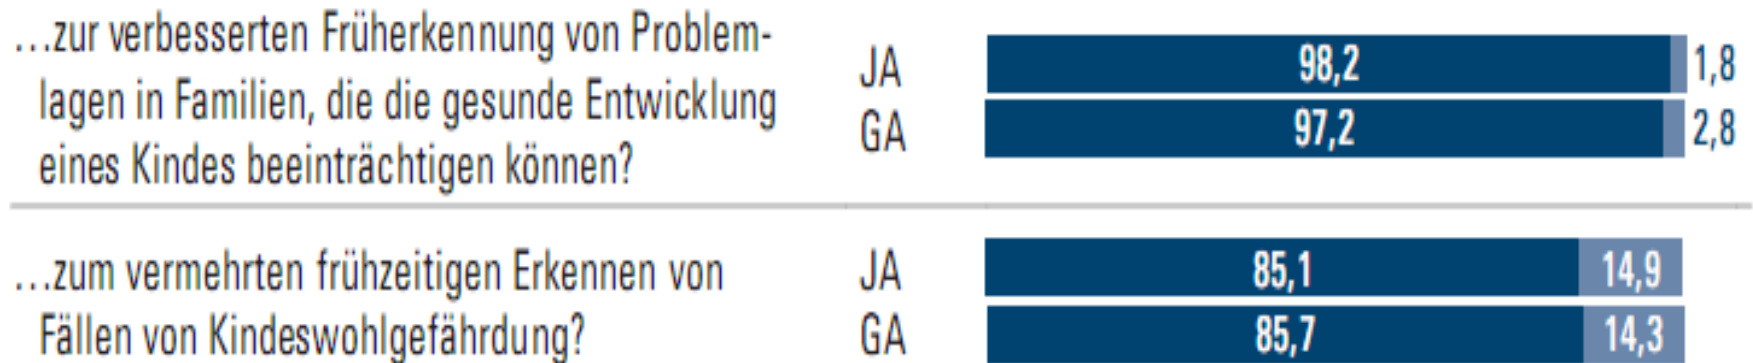 ...zur verbesserten Früherkennung von Problem-
lagen in Familien, die die gesunde Entwicklung
eines Kindes beeinträchtigen können?
JA 98,2 1,8
GA 97,2 2,8
...zum vermehrten frühzeitigen Erkennen von
Fällen von Kindeswohlgefährdung?
JA 85,1 14,9
GA 85,7 14,3